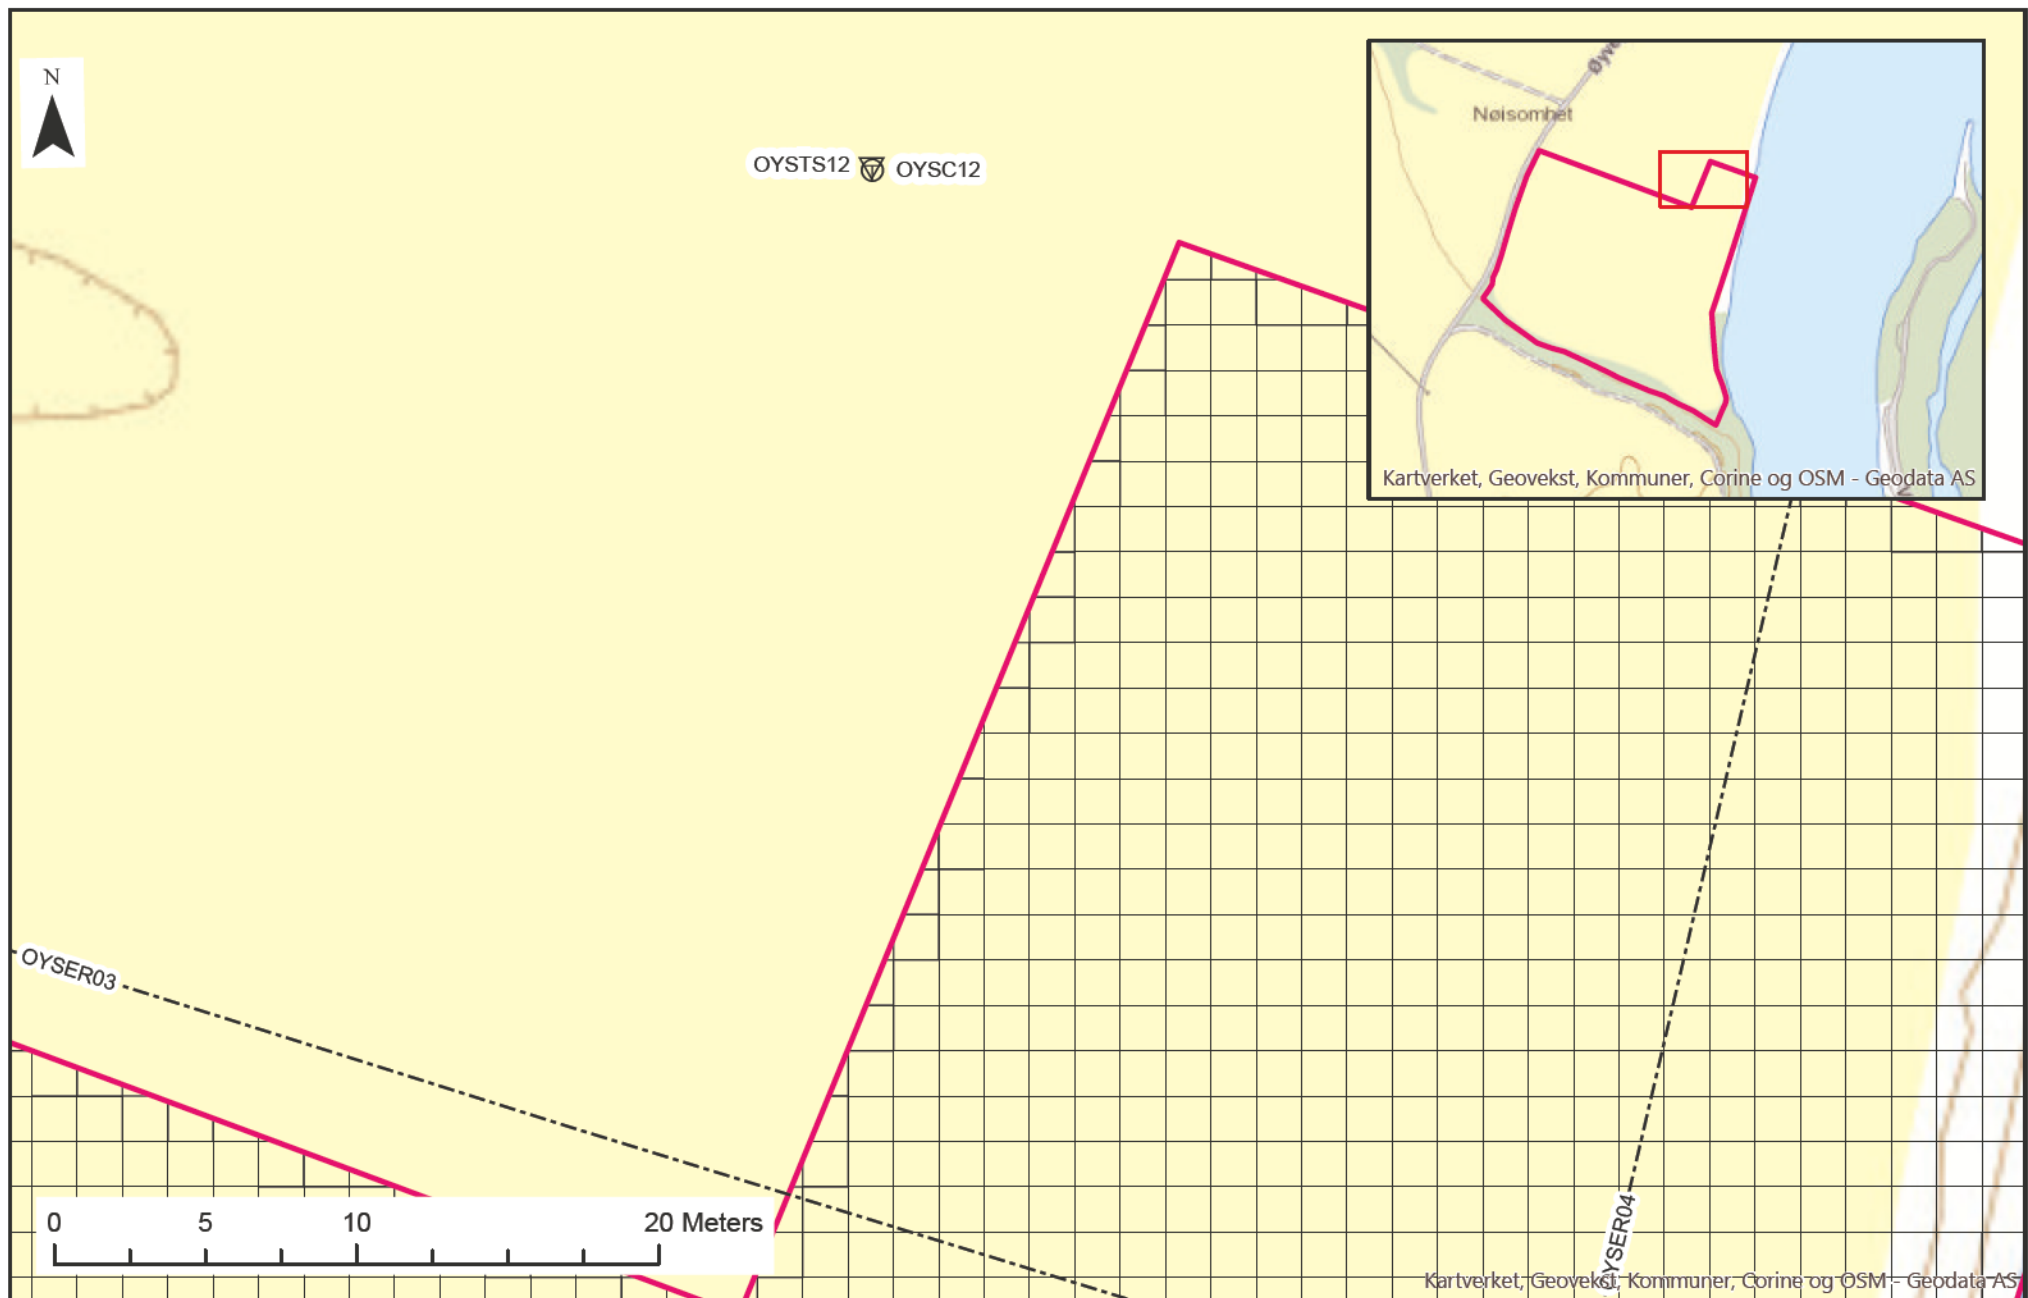 N
OYSTS12 OYSC12
Nøisomhet
Kartverket, Geovekst, Kommuner, Corine og OSM - Geodata AS
OYSER03
0 5 10 20 Meters
OYSER04
Kartverket, Geovekst, Kommuner, Corine og OSM - Geodata AS